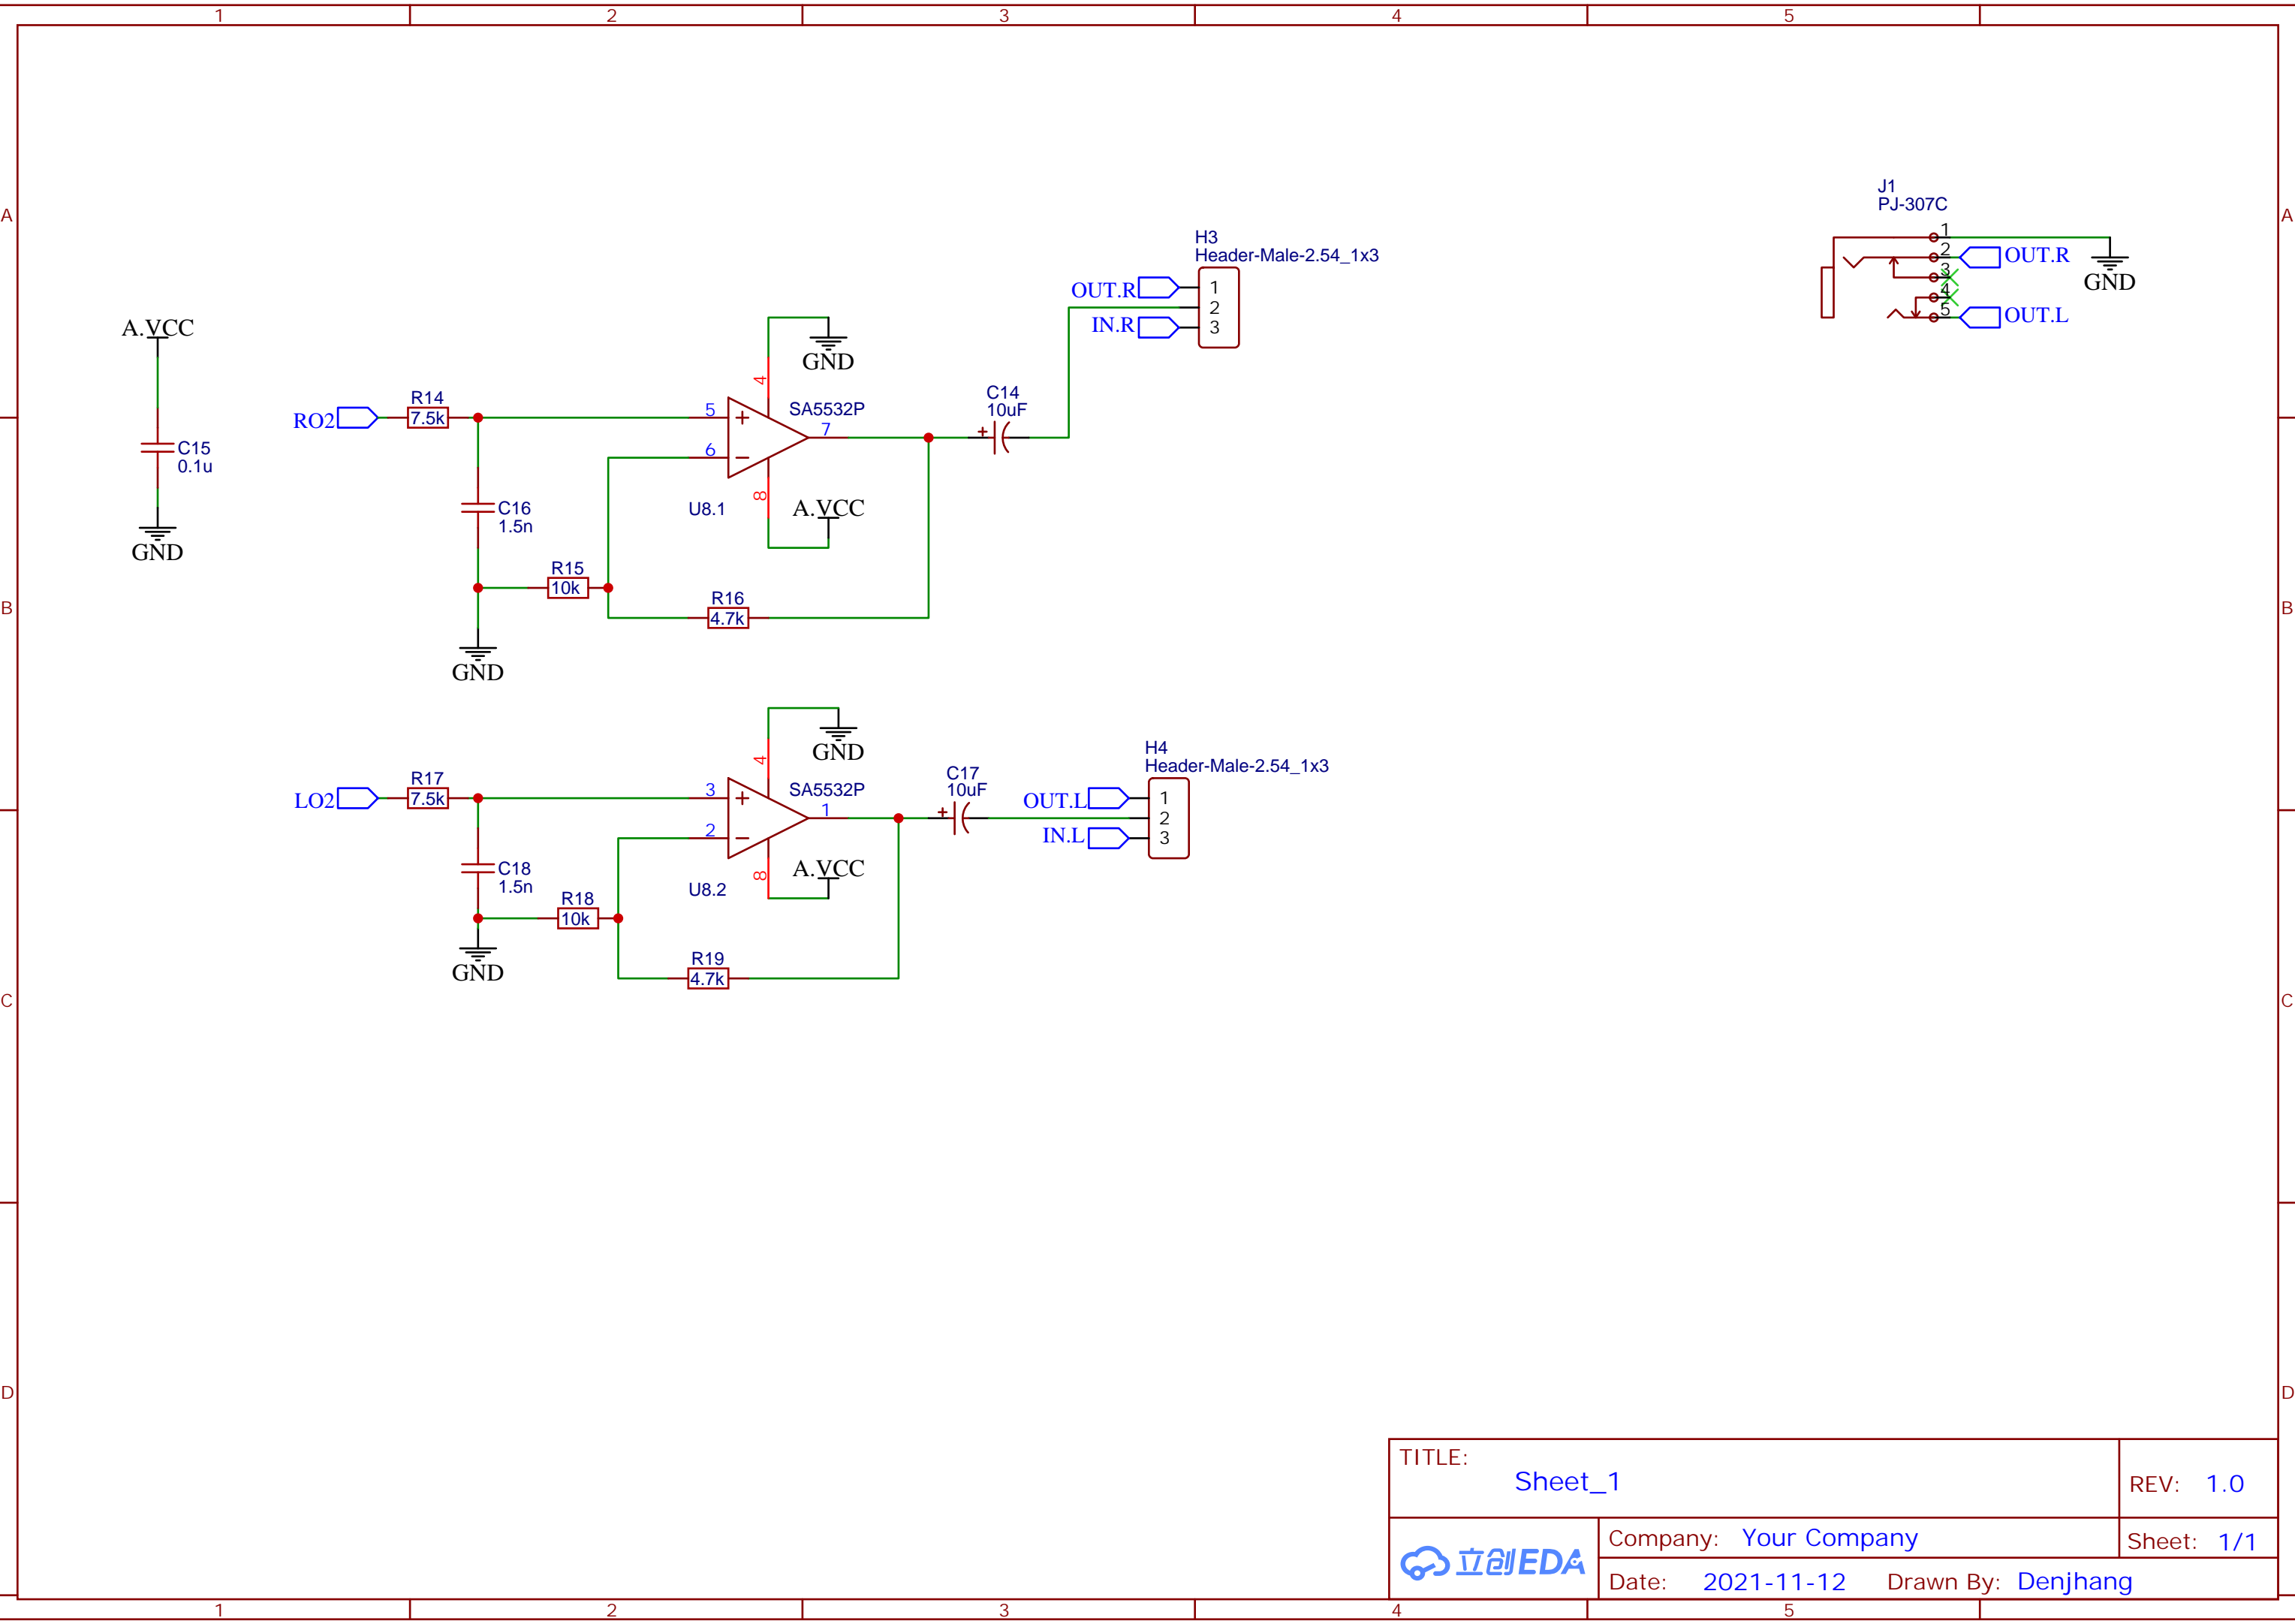 1 2 3 4 5
A
A
B
B
C
C
D
D
A.VCC
C15
0.1u
GND
RO2
R14
7.5k
C16
1.5n
GND
R15
10k
R16
4.7k
5
6
7
4
8
SA5532P
U8.1
GND
A.VCC
C14
10uF
H3
Header-Male-2.54_1x3
OUT.R
IN.R
1
2
3
J1
PJ-307C
1
2
3
4
5
OUT.R
OUT.L
GND
LO2
R17
7.5k
C18
1.5n
GND
R18
10k
R19
4.7k
3
2
1
4
8
SA5532P
U8.2
GND
A.VCC
C17
10uF
H4
Header-Male-2.54_1x3
OUT.L
IN.L
1
2
3
TITLE:
Sheet_1
REV: 1.0
立创EDA
Company: Your Company
Sheet: 1/1
Date: 2021-11-12 Drawn By: Denjhang
1 2 3 4 5